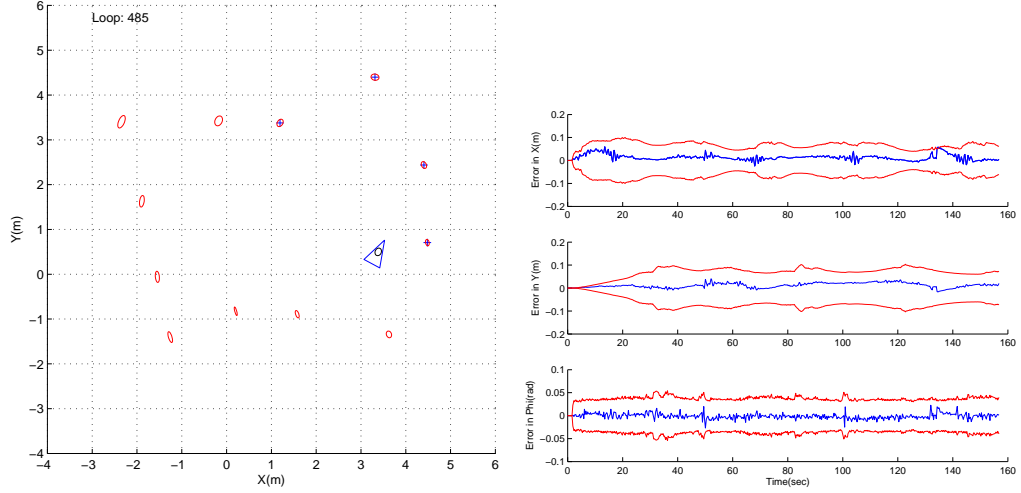 Loop: 485
6
5
4
3
2
1
0
−1
−2
−3
−4
Y(m)
−4 −3 −2 −1 0 1 2 3 4 5 6
X(m)
0.2
0.1
0
−0.1
−0.2
Error in X(m)
0 20 40 60 80 100 120 140 160
0.2
0.1
0
−0.1
−0.2
Error in Y(m)
0 20 40 60 80 100 120 140 160
0.1
0.05
0
−0.05
−0.1
Error in Phi(rad)
0 20 40 60 80 100 120 140 160
Time(sec)